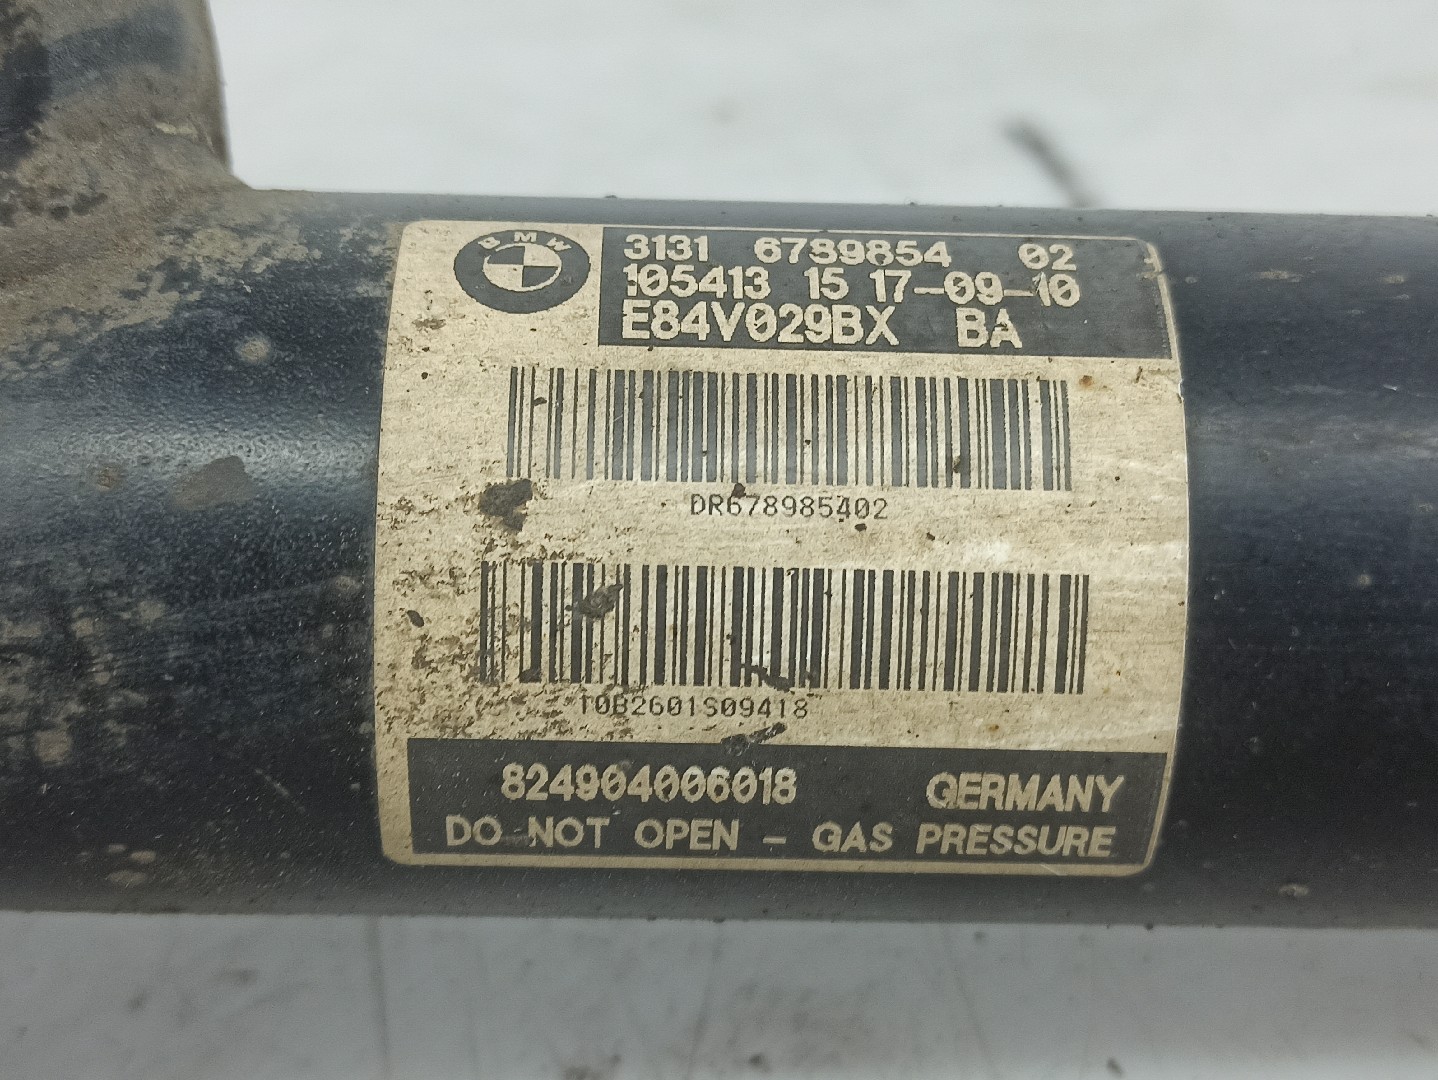 BMW
3131 6789854 02
105413 15 17-09-10
E84V029BX BA
DR678985402
10B2601S09418
824904006018 GERMANY
DO NOT OPEN - GAS PRESSURE